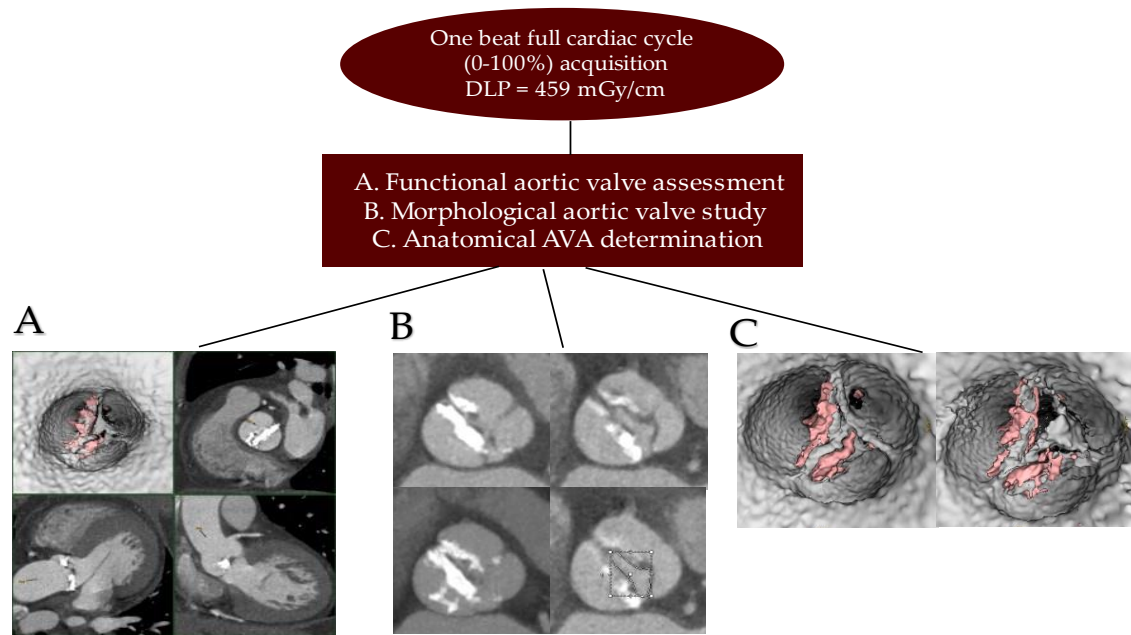 One beat full cardiac cycle
(0-100%) acquisition
DLP = 459 mGy/cm
A. Functional aortic valve assessment
B. Morphological aortic valve study
C. Anatomical AVA determination
A
B
C